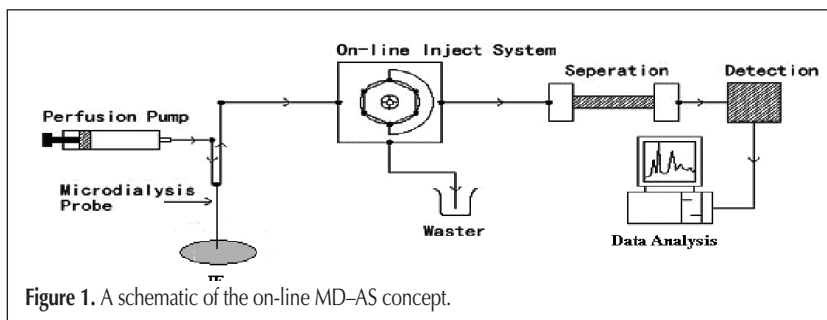 On-line Inject System
Seperation
Detection
Perfusion Pump
Microdialysis
Probe
Waster
Data Analysis
Figure 1. A schematic of the on-line MD–AS concept.